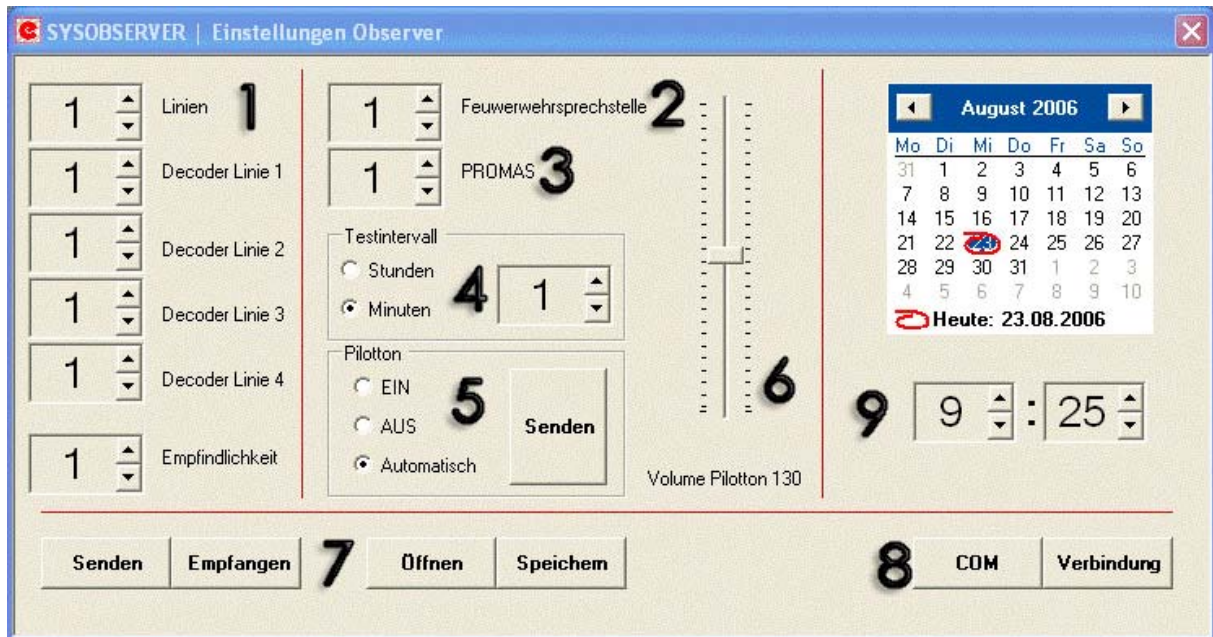 SYSOBSERVER | Einstellungen Observer
1 Linien 1
1 Decoder Linie 1
1 Decoder Linie 2
1 Decoder Linie 3
1 Decoder Linie 4
1 Empfindlichkeit
1 Feuwerwehrsprechstelle 2
1 PROMAS 3
Testintervall
Stunden
Minuten
4 1
Pilotton
EIN
AUS
Automatisch
5 Senden
6
Volume Pilotton 130
August 2006
Mo Di Mi Do Fr Sa So
31 1 2 3 4 5 6
7 8 9 10 11 12 13
14 15 16 17 18 19 20
21 22 23 24 25 26 27
28 29 30 31 1 2 3
4 5 6 7 8 9 10
Heute: 23.08.2006
9 9 : 25
Senden Empfangen 7 Öffnen Speichern
8 COM Verbindung